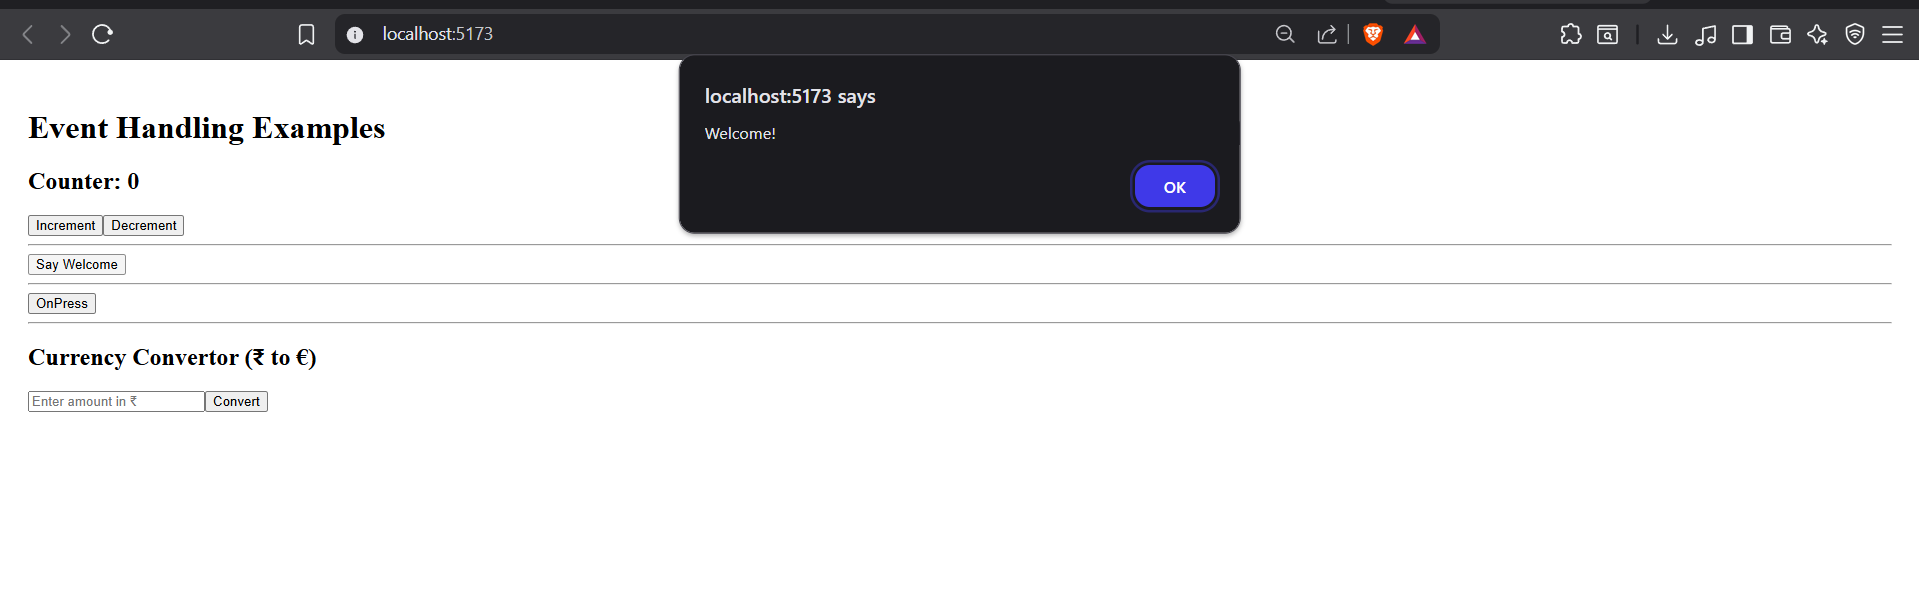 localhost:5173
localhost:5173 says
Welcome!
OK
Event Handling Examples
Counter: 0
Increment Decrement
Say Welcome
OnPress
Currency Convertor (₹ to €)
Enter amount in ₹ Convert